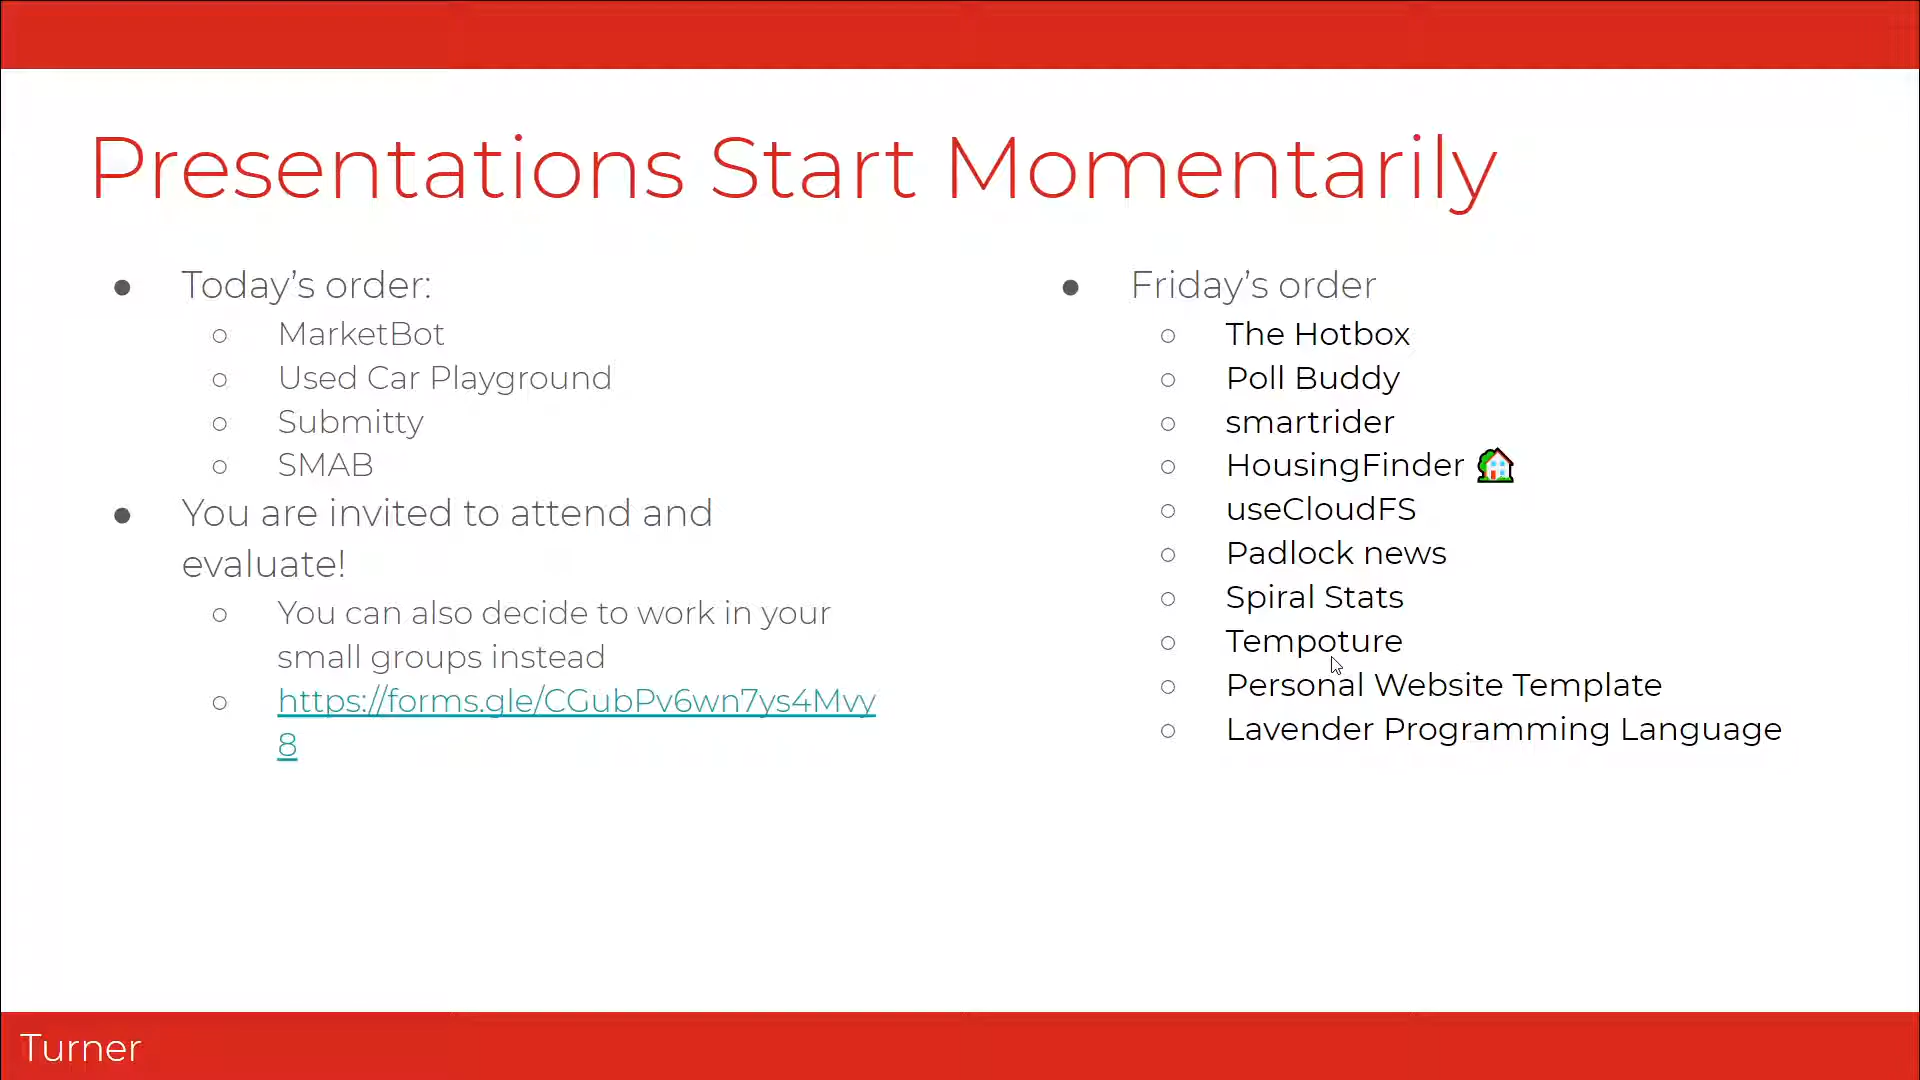 Presentations Start Momentarily
● Today’s order:
○ MarketBot
○ Used Car Playground
○ Submitty
○ SMAB
● You are invited to attend and
evaluate!
○ You can also decide to work in your
small groups instead
○ https://forms.gle/CGubPv6wn7ys4Mvy
8
● Friday’s order
○ The Hotbox
○ Poll Buddy
○ smartrider
○ HousingFinder 🏡
○ useCloudFS
○ Padlock news
○ Spiral Stats
○ Tempoture
○ Personal Website Template
○ Lavender Programming Language
Turner